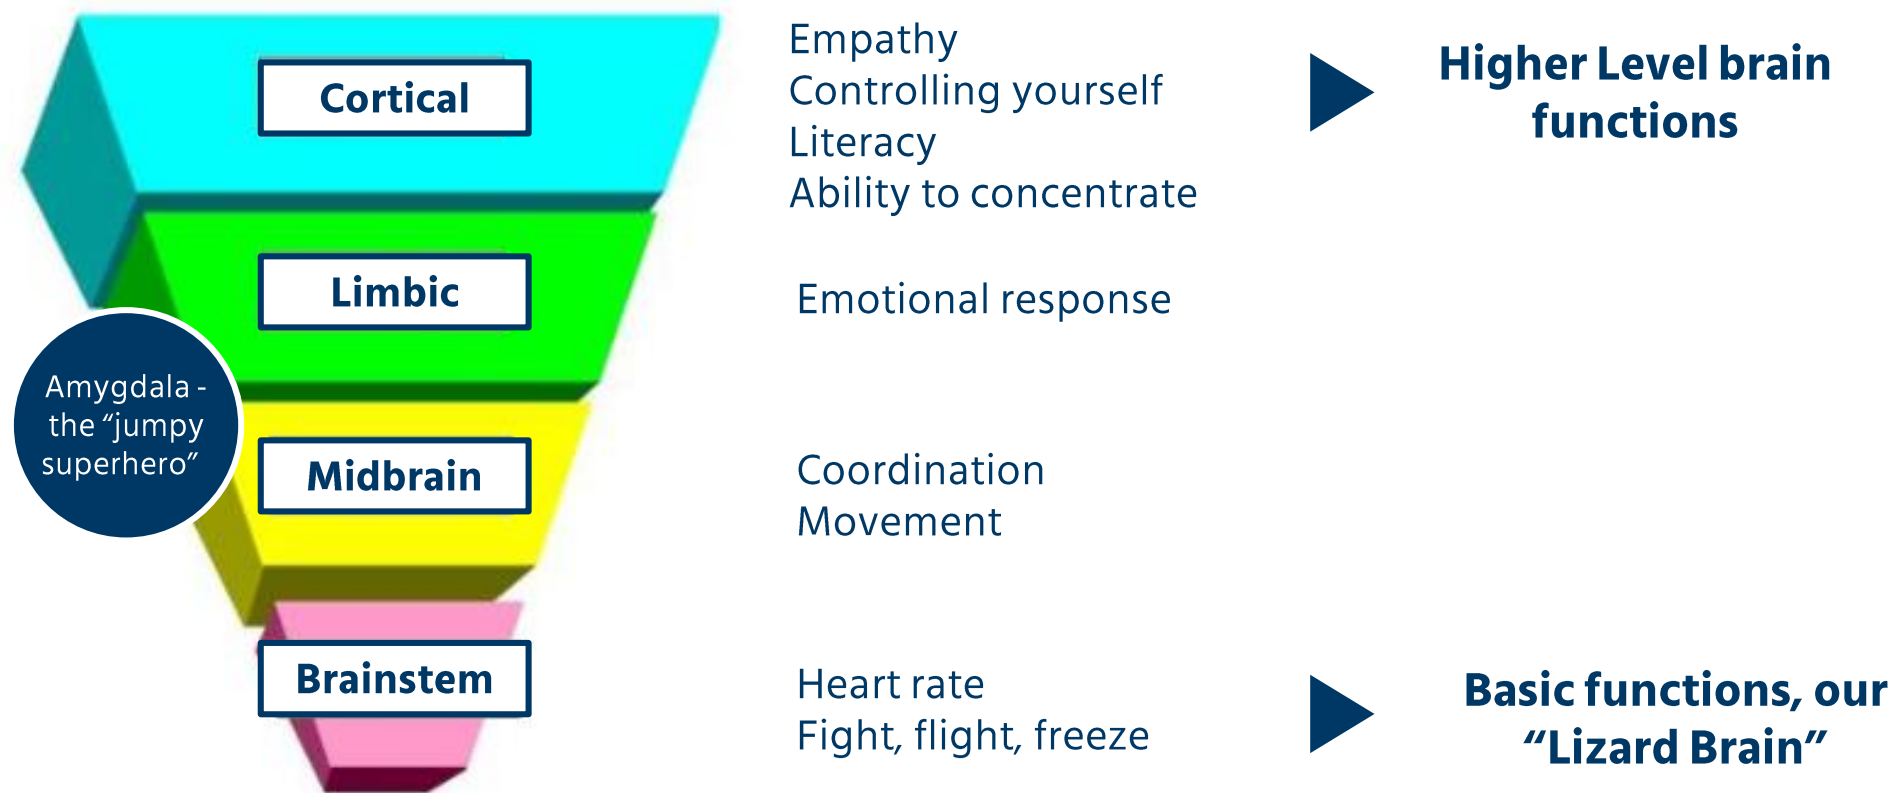 Cortical
Empathy
Controlling yourself
Literacy
Ability to concentrate
Higher Level brain
functions
Limbic
Emotional response
Amygdala -
the “jumpy
superhero”
Midbrain
Coordination
Movement
Brainstem
Heart rate
Fight, flight, freeze
Basic functions, our
“Lizard Brain”